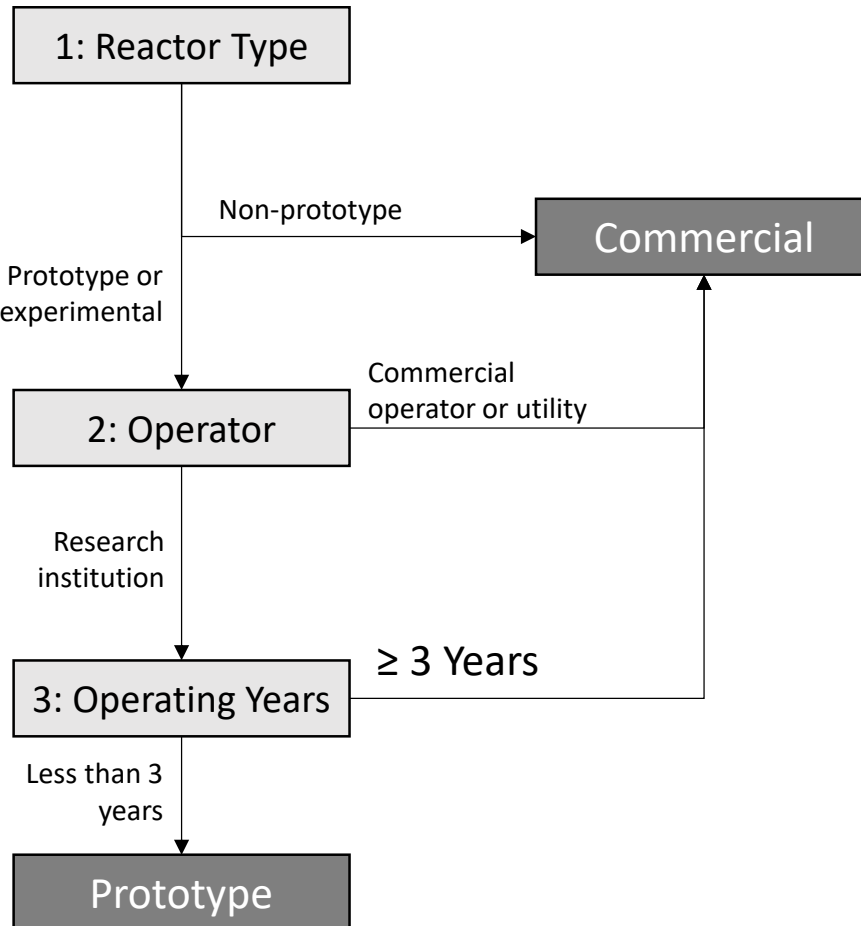 1: Reactor Type
Non-prototype
Commercial
Prototype or
experimental
Commercial
operator or utility
2: Operator
Research
institution
≥ 3 Years
3: Operating Years
Less than 3
years
Prototype